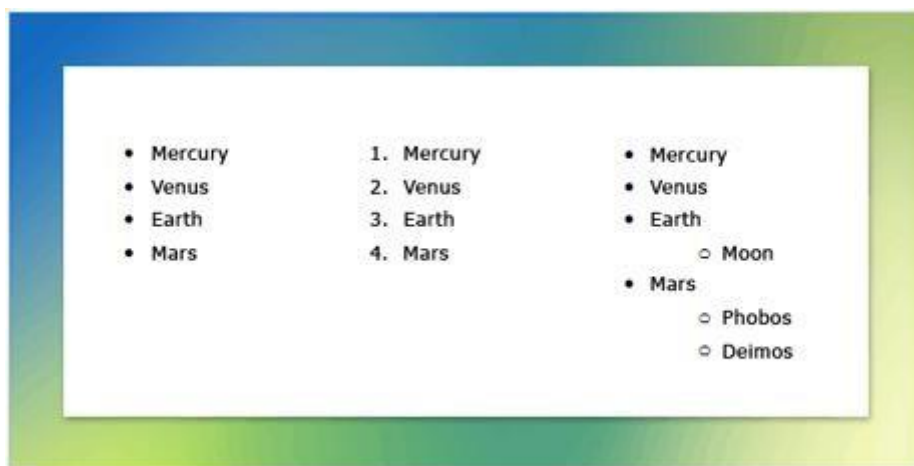 • Mercury
• Venus
• Earth
• Mars
1. Mercury
2. Venus
3. Earth
4. Mars
• Mercury
• Venus
• Earth
○ Moon
• Mars
○ Phobos
○ Deimos